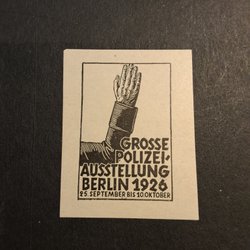 GROSSE
POLIZEI-
AUSSTELLUNG
BERLIN 1926
25. SEPTEMBER BIS 10. OKTOBER